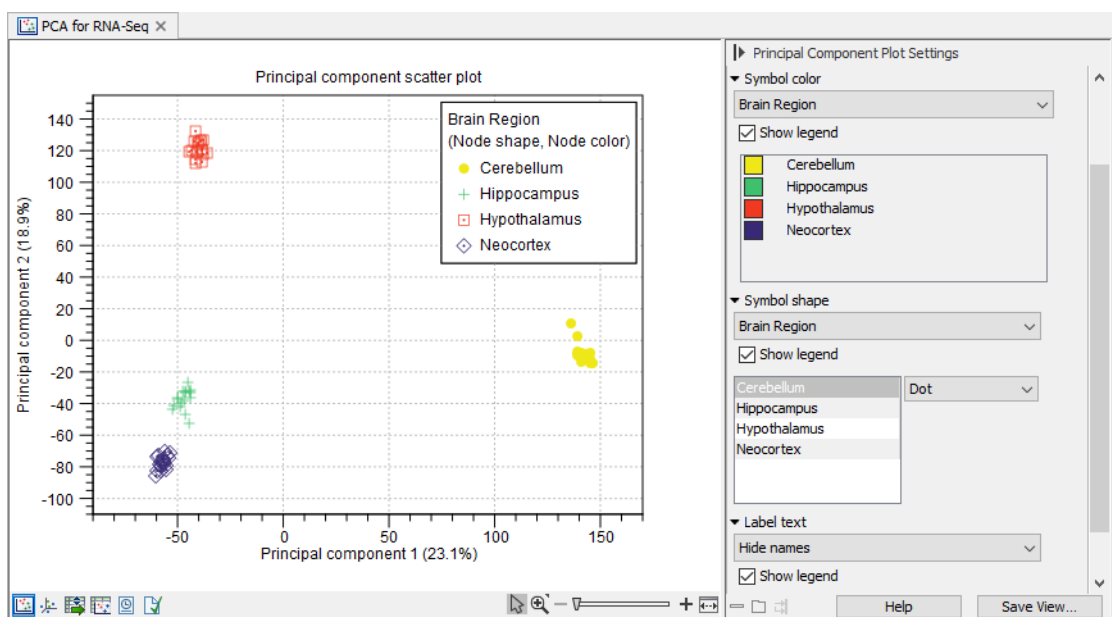 PCA for RNA-Seq
Principal component scatter plot
Principal component 2 (18.9%)
140
120
100
80
60
40
20
0
-20
-40
-60
-80
-100
Brain Region
(Node shape, Node color)
Cerebellum
Hippocampus
Hypothalamus
Neocortex
-50 0 50 100 150
Principal component 1 (23.1%)
Principal Component Plot Settings
Symbol color
Brain Region
Show legend
Cerebellum
Hippocampus
Hypothalamus
Neocortex
Symbol shape
Brain Region
Show legend
Cerebellum Dot
Hippocampus
Hypothalamus
Neocortex
Label text
Hide names
Show legend
Help Save View...